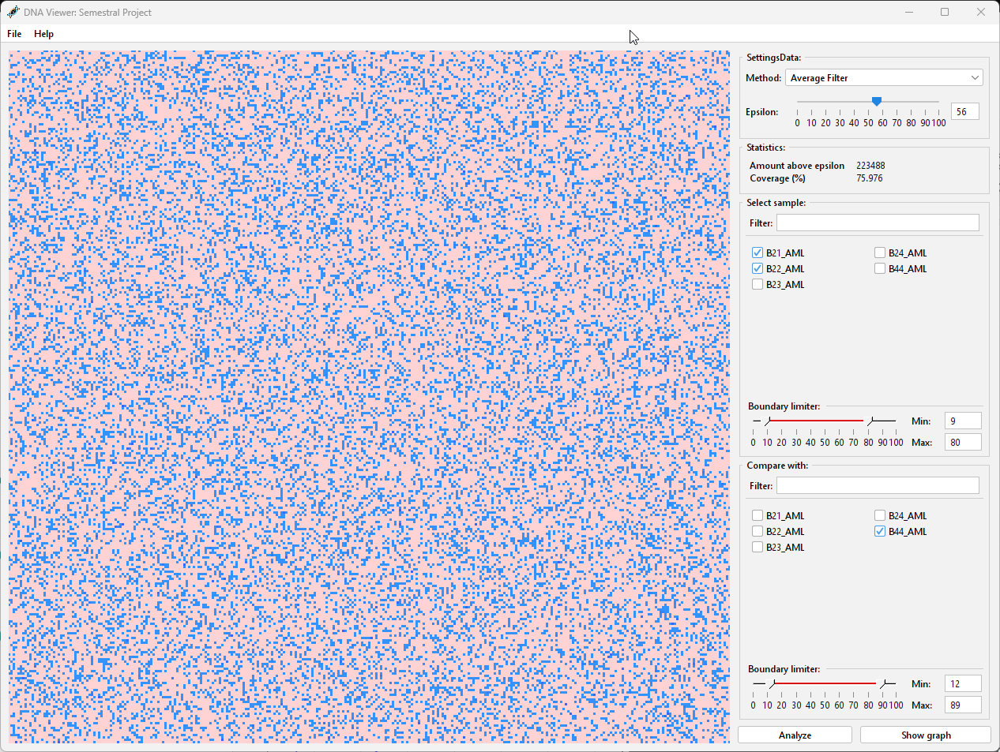 DNA Viewer: Semestral Project
File Help
SettingsData:
Method: Average Filter
Epsilon: 56
0 10 20 30 40 50 60 70 80 90 100
Statistics:
Amount above epsilon 223488
Coverage (%) 75.976
Select sample:
Filter:
B21_AML B24_AML
B22_AML B44_AML
B23_AML
Boundary limiter:
Min: 9
0 10 20 30 40 50 60 70 80 90 100 Max: 80
Compare with:
Filter:
B21_AML B24_AML
B22_AML B44_AML
B23_AML
Boundary limiter:
Min: 12
0 10 20 30 40 50 60 70 80 90 100 Max: 89
Analyze Show graph